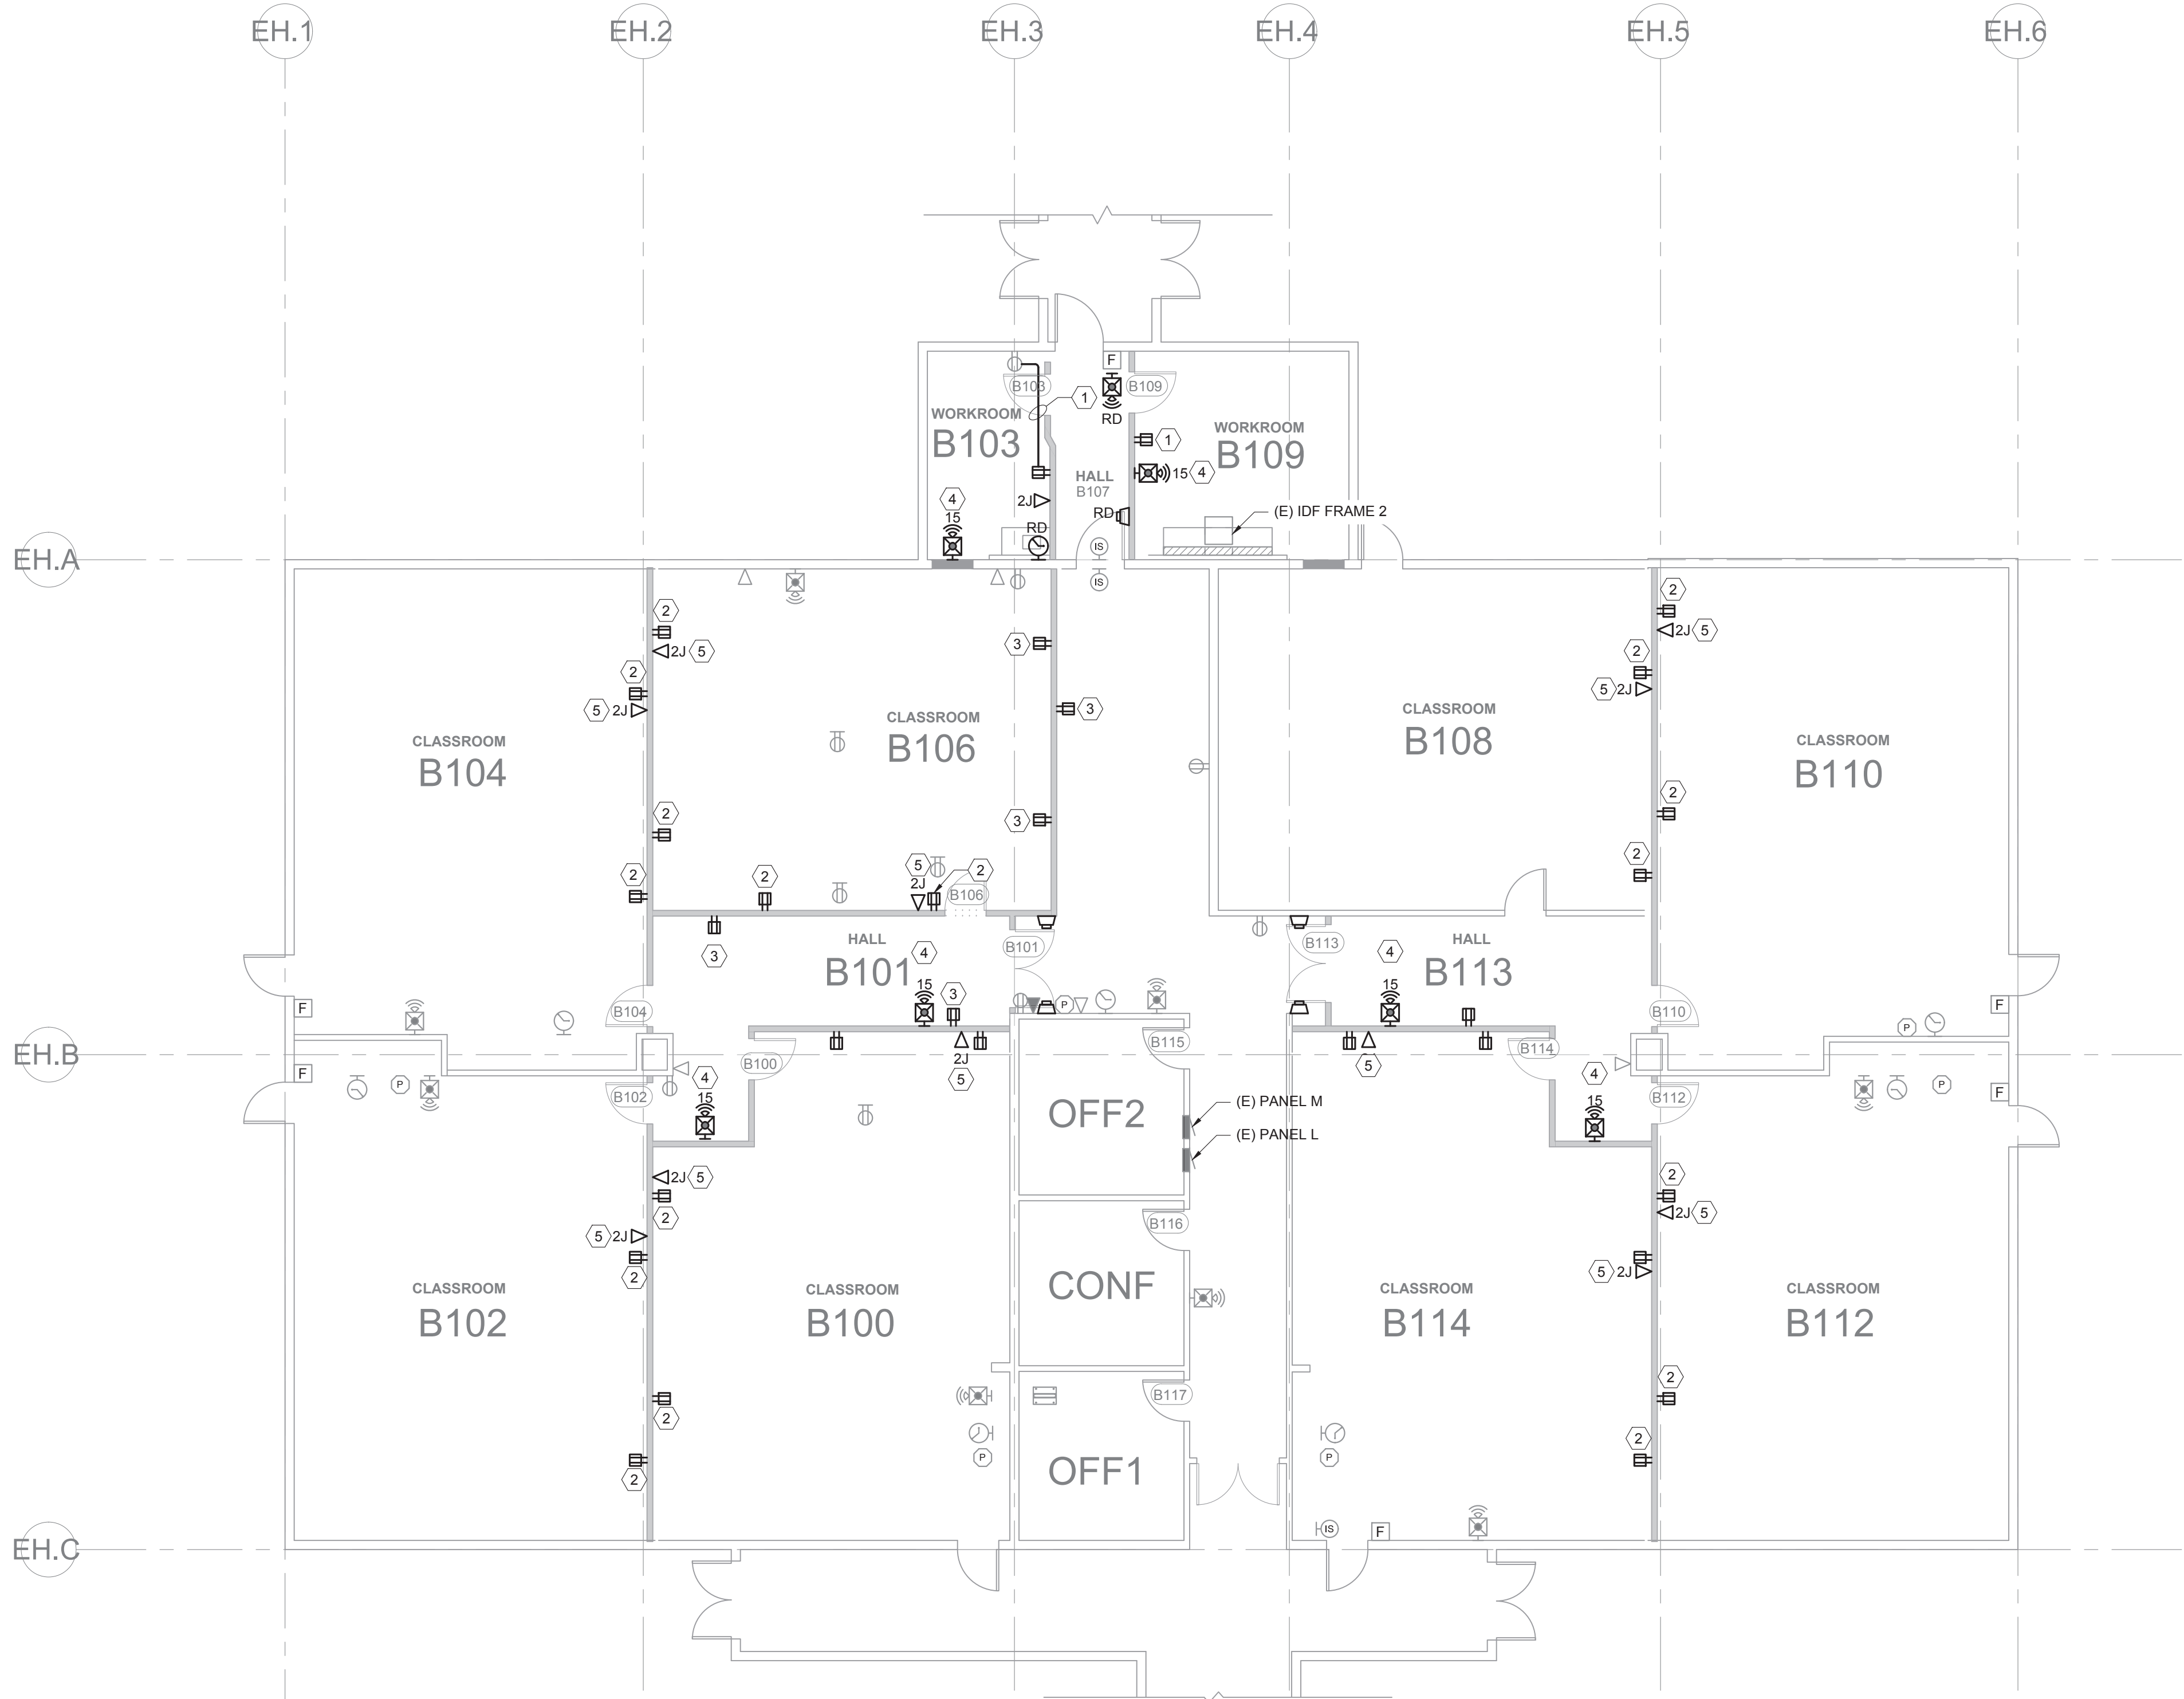 EH.1 EH.2 EH.3 EH.4 EH.5 EH.6
F
B103 B109
1
RD
WORKROOM
B103
WORKROOM
B109
1
HALL
B107
15 4
4
15
2J
RD
RD
(E) IDF FRAME 2
EH.A
IS
IS
2
2J 5
2
5 2J
3
3
2
2J 5
2
5 2J
CLASSROOM
B104
CLASSROOM
B106
CLASSROOM
B108
CLASSROOM
B110
2
2
3
2
2
2
5
2J
2
B106
HALL
B101
4
15
3
3
B101
B113
4
15
HALL
B113
F
B104
P
B110
P
F
EH.B
F
P
B102
4
15
B100
2J
5
B115
5
B114
4
15
B112
P
F
OFF2
(E) PANEL M
(E) PANEL L
2J 5
2
5 2J
2
B116
2
2J 5
5 2J
CLASSROOM
B102
CLASSROOM
B100
CONF
CLASSROOM
B114
CLASSROOM
B112
2
2
P
B117
OFF1
P
2
2
IS
F
EH.C